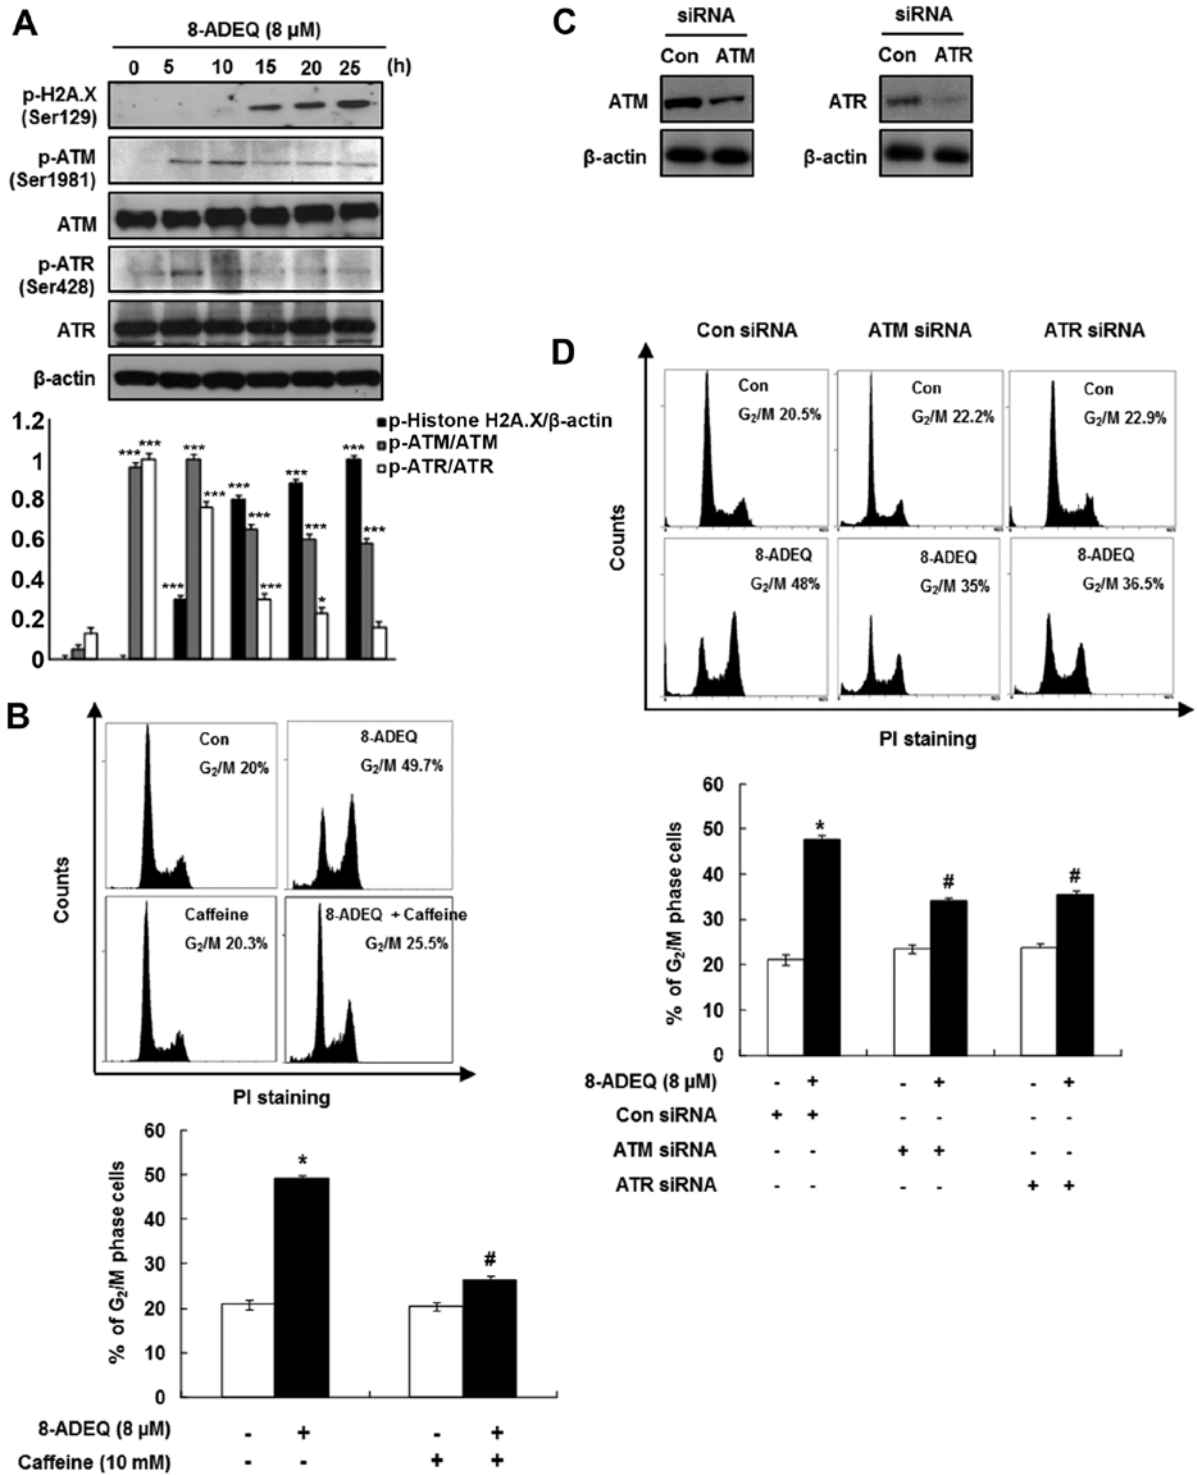 A
8-ADEQ (8 µM)
0 5 10 15 20 25 (h)
p-H2A.X
(Ser129)
p-ATM
(Ser1981)
ATM
p-ATR
(Ser428)
ATR
β-actin
1.2
1
0.8
0.6
0.4
0.2
0
p-Histone H2A.X/β-actin
p-ATM/ATM
p-ATR/ATR
*** ***
*** *** ***
*** *** ***
*** *** *
*** ***
B
Counts
Con
G₂/M 20%
8-ADEQ
G₂/M 49.7%
Caffeine
G₂/M 20.3%
8-ADEQ + Caffeine
G₂/M 25.5%
PI staining
% of G₂/M phase cells
60
50
40
30
20
10
0
*
#
8-ADEQ (8 µM) - + - +
Caffeine (10 mM) - - + +
C
siRNA
Con ATM
ATM
β-actin
siRNA
Con ATR
ATR
β-actin
D
Con siRNA ATM siRNA ATR siRNA
Counts
Con
G₂/M 20.5%
Con
G₂/M 22.2%
Con
G₂/M 22.9%
8-ADEQ
G₂/M 48%
8-ADEQ
G₂/M 35%
8-ADEQ
G₂/M 36.5%
PI staining
% of G₂/M phase cells
60
50
40
30
20
10
0
*
#
#
8-ADEQ (8 µM) - + - + - +
Con siRNA + + - - - -
ATM siRNA - - + + - -
ATR siRNA - - - - + +